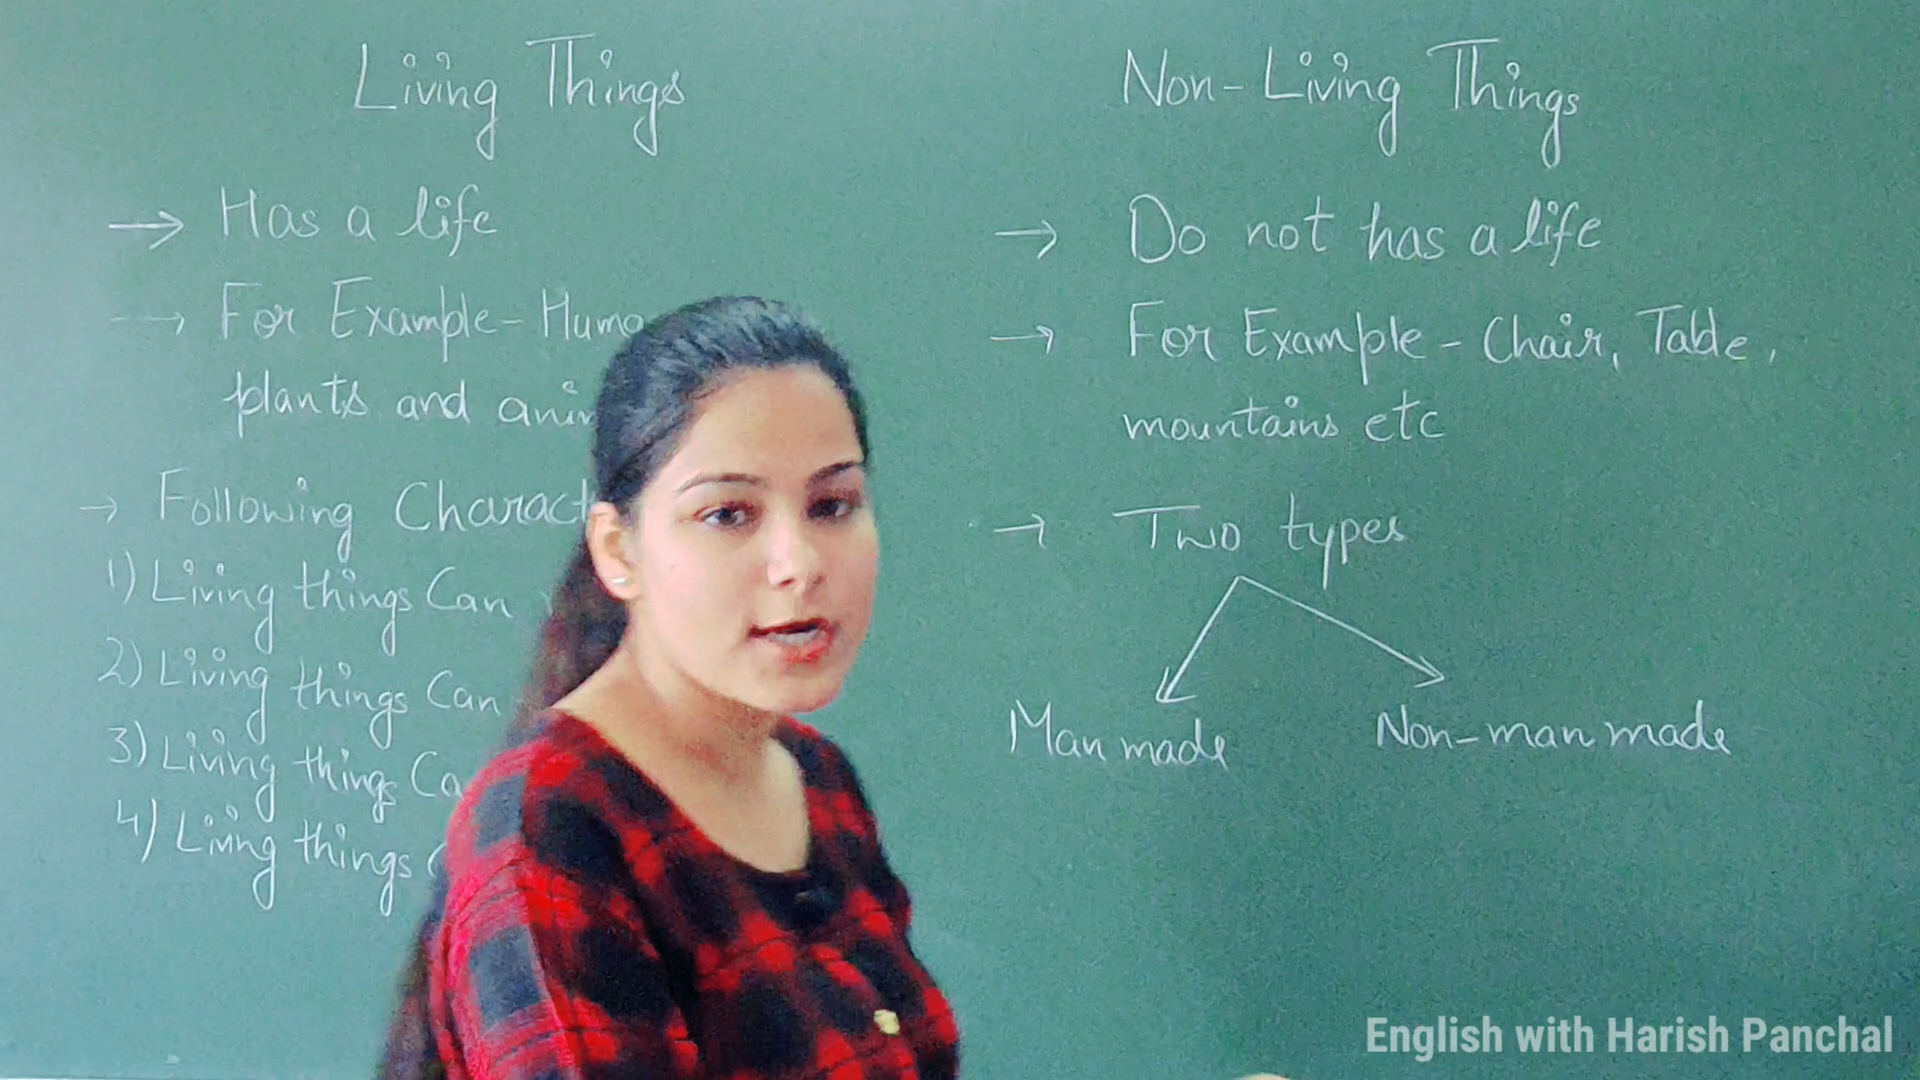 Living Things
→ Has a life
→ For Example - Huma
plants and anim
→ Following Charact
1) Living things Can
2) Living things Can
3) Living things Ca
4) Living things
Non-Living Things
→ Do not has a life
→ For Example - Chair, Table,
mountains etc
→ Two types
Man made
Non-man made
English with Harish Panchal